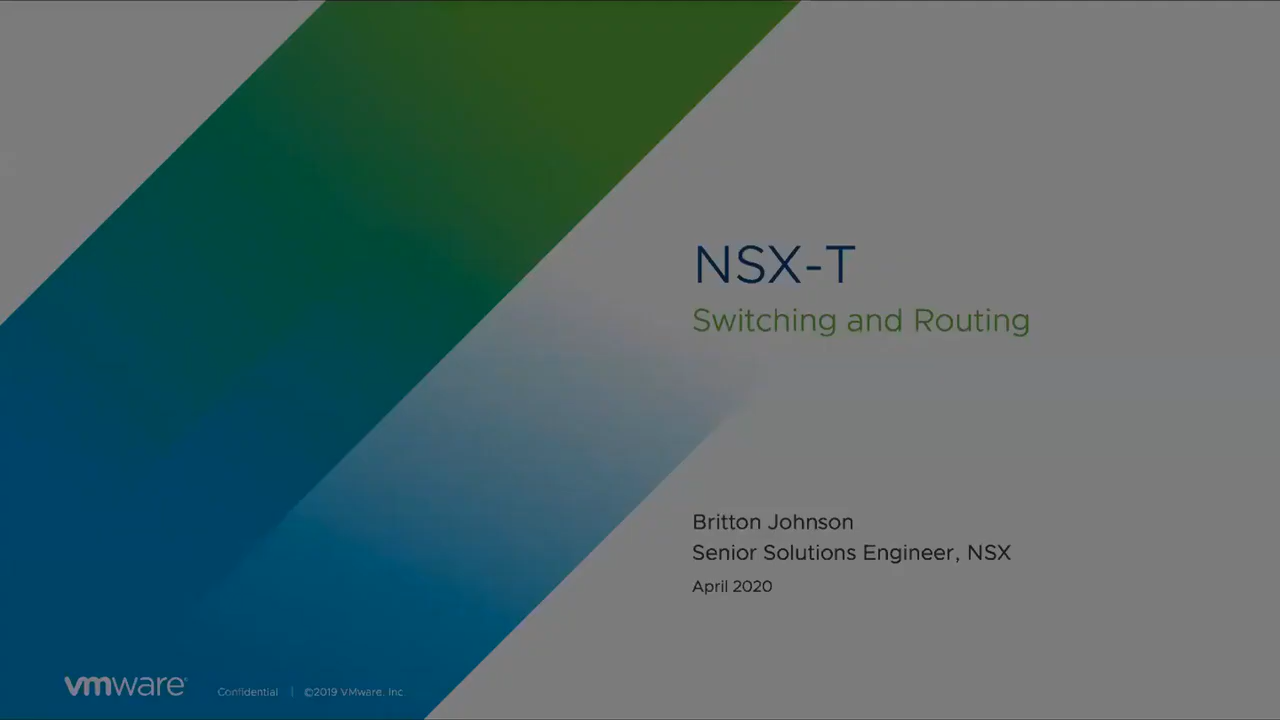 NSX-T
Switching and Routing
Britton Johnson
Senior Solutions Engineer, NSX
April 2020
vmware®
Confidential | ©2019 VMware, Inc.